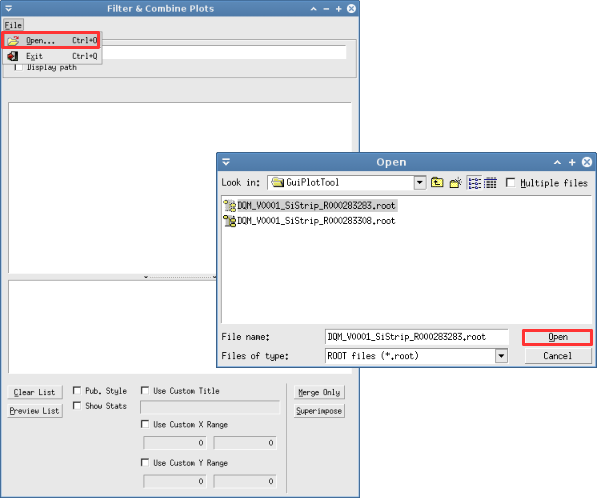 Filter & Combine Plots
File
Open... Ctrl+O
Exit Ctrl+Q
Display path
Open
Look in: GuiPlotTool
Multiple files
DQM_V0001_SiStrip_R000283283.root
DQM_V0001_SiStrip_R000283308.root
File name: DQM_V0001_SiStrip_R000283283.root
Open
Files of type: ROOT files (*.root)
Cancel
Clear List
Pub. Style
Use Custom Title
Merge Only
Preview List
Show Stats
Superimpose
Use Custom X Range
0 0
Use Custom Y Range
0 0